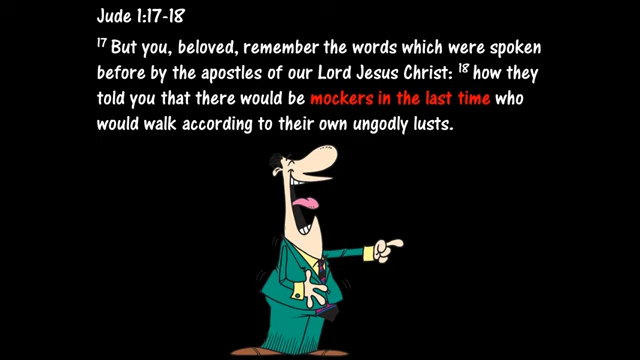 Jude 1:17-18
17 But you, beloved, remember the words which were spoken
before by the apostles of our Lord Jesus Christ: 18 how they
told you that there would be mockers in the last time who
would walk according to their own ungodly lusts.